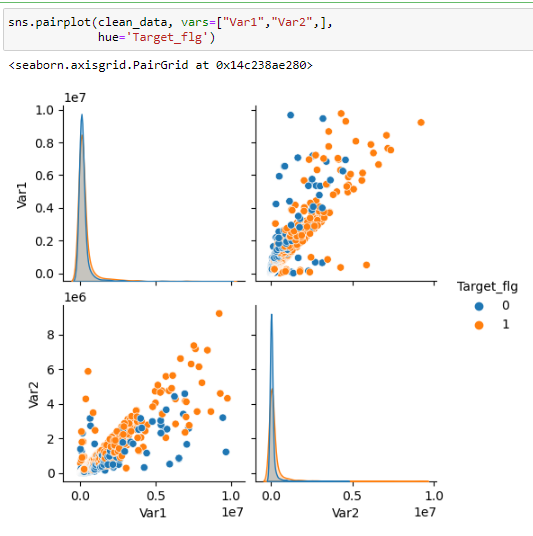 sns.pairplot(clean_data, vars=["Var1","Var2",],
hue='Target_flg')
<seaborn.axisgrid.PairGrid at 0x14c238ae280>
1e7
1.0
0.8
0.6
0.4
0.2
0.0
Var1
Target_flg
0
1
1e6
8
6
4
2
0
Var2
0.0 0.5 1.0
Var1 1e7
0.0 0.5 1.0
Var2 1e7